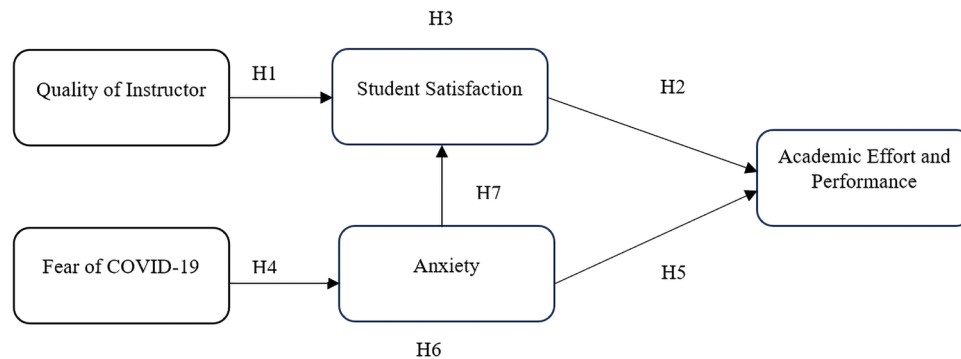 H3
Quality of Instructor
H1
Student Satisfaction
H2
Academic Effort and
Performance
H7
Fear of COVID-19
H4
Anxiety
H5
H6